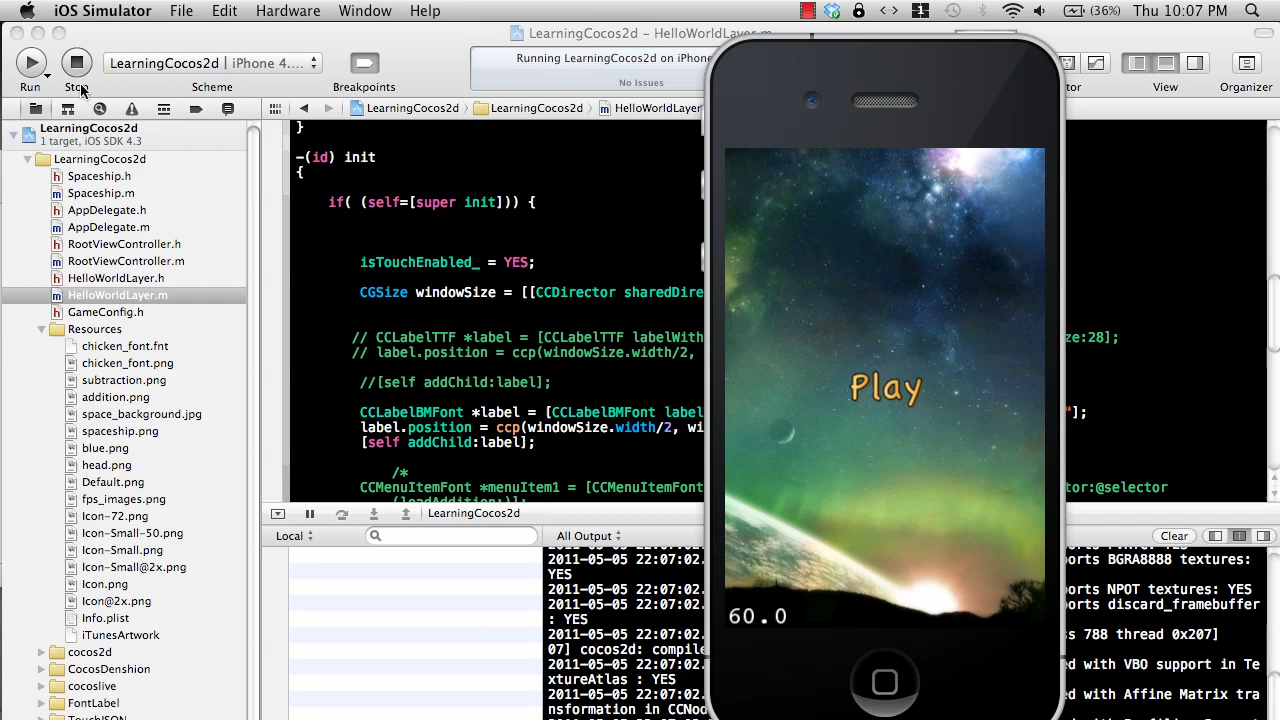 iOS Simulator File Edit Hardware Window Help 1 (36%) Thu 10:07 PM
LearningCocos2d – HelloWorldLayer.m
LearningCocos2d | iPhone 4....
Running LearningCocos2d on iPhone
No Issues
Run Scheme Breakpoints View Organizer
LearningCocos2d LearningCocos2d HelloWorldLayer
LearningCocos2d
1 target, iOS SDK 4.3
LearningCocos2d
Spaceship.h
Spaceship.m
AppDelegate.h
AppDelegate.m
RootViewController.h
RootViewController.m
HelloWorldLayer.h
HelloWorldLayer.m
GameConfig.h
Resources
chicken_font.fnt
chicken_font.png
subtraction.png
addition.png
space_background.jpg
spaceship.png
blue.png
head.png
Default.png
fps_images.png
Icon-72.png
Icon-Small-50.png
Icon-Small.png
Icon-Small@2x.png
Icon.png
Icon@2x.png
Info.plist
iTunesArtwork
cocos2d
CocosDenshion
cocoslive
FontLabel
TouchJSON
}
-(id) init
{
if( (self=[super init])) {
isTouchEnabled_ = YES;
CGSize windowSize = [[CCDirector sharedDire
// CCLabelTTF *label = [CCLabelTTF labelWith ze:28];
// label.position = ccp(windowSize.width/2,
//[self addChild:label];
CCLabelBMFont *label = [CCLabelBMFont label "];
label.position = ccp(windowSize.width/2, wi
[self addChild:label];
/*
CCMenuItemFont *menuItem1 = [CCMenuItemFont tor:@selector
(loadAddition:)];
Play
60.0
LearningCocos2d
Local All Output Clear
YES
2011-05-05 22:07:02.
: YES
2011-05-05 22:07:02.
07] cocos2d: compile
2011-05-05 22:07:02.
xtureAtlas : YES
2011-05-05 22:07:02.
nsformation in CCNod
2011-05-05 22:07:02.
ports BGRA8888 textures:
ports NPOT textures: YES
ports discard_framebuffer
s 788 thread 0x207]
ed with VBO support in Te
ed with Affine Matrix tra